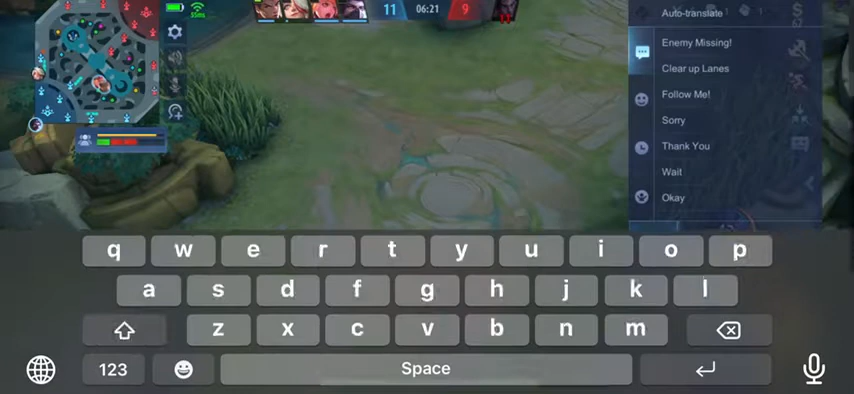 55ms
11 06:21 9
Auto-translate
Enemy Missing!
Clear up Lanes
Follow Me!
Sorry
Thank You
Wait
Okay
q w e r t y u i o p
a s d f g h j k l
z x c v b n m
123 Space